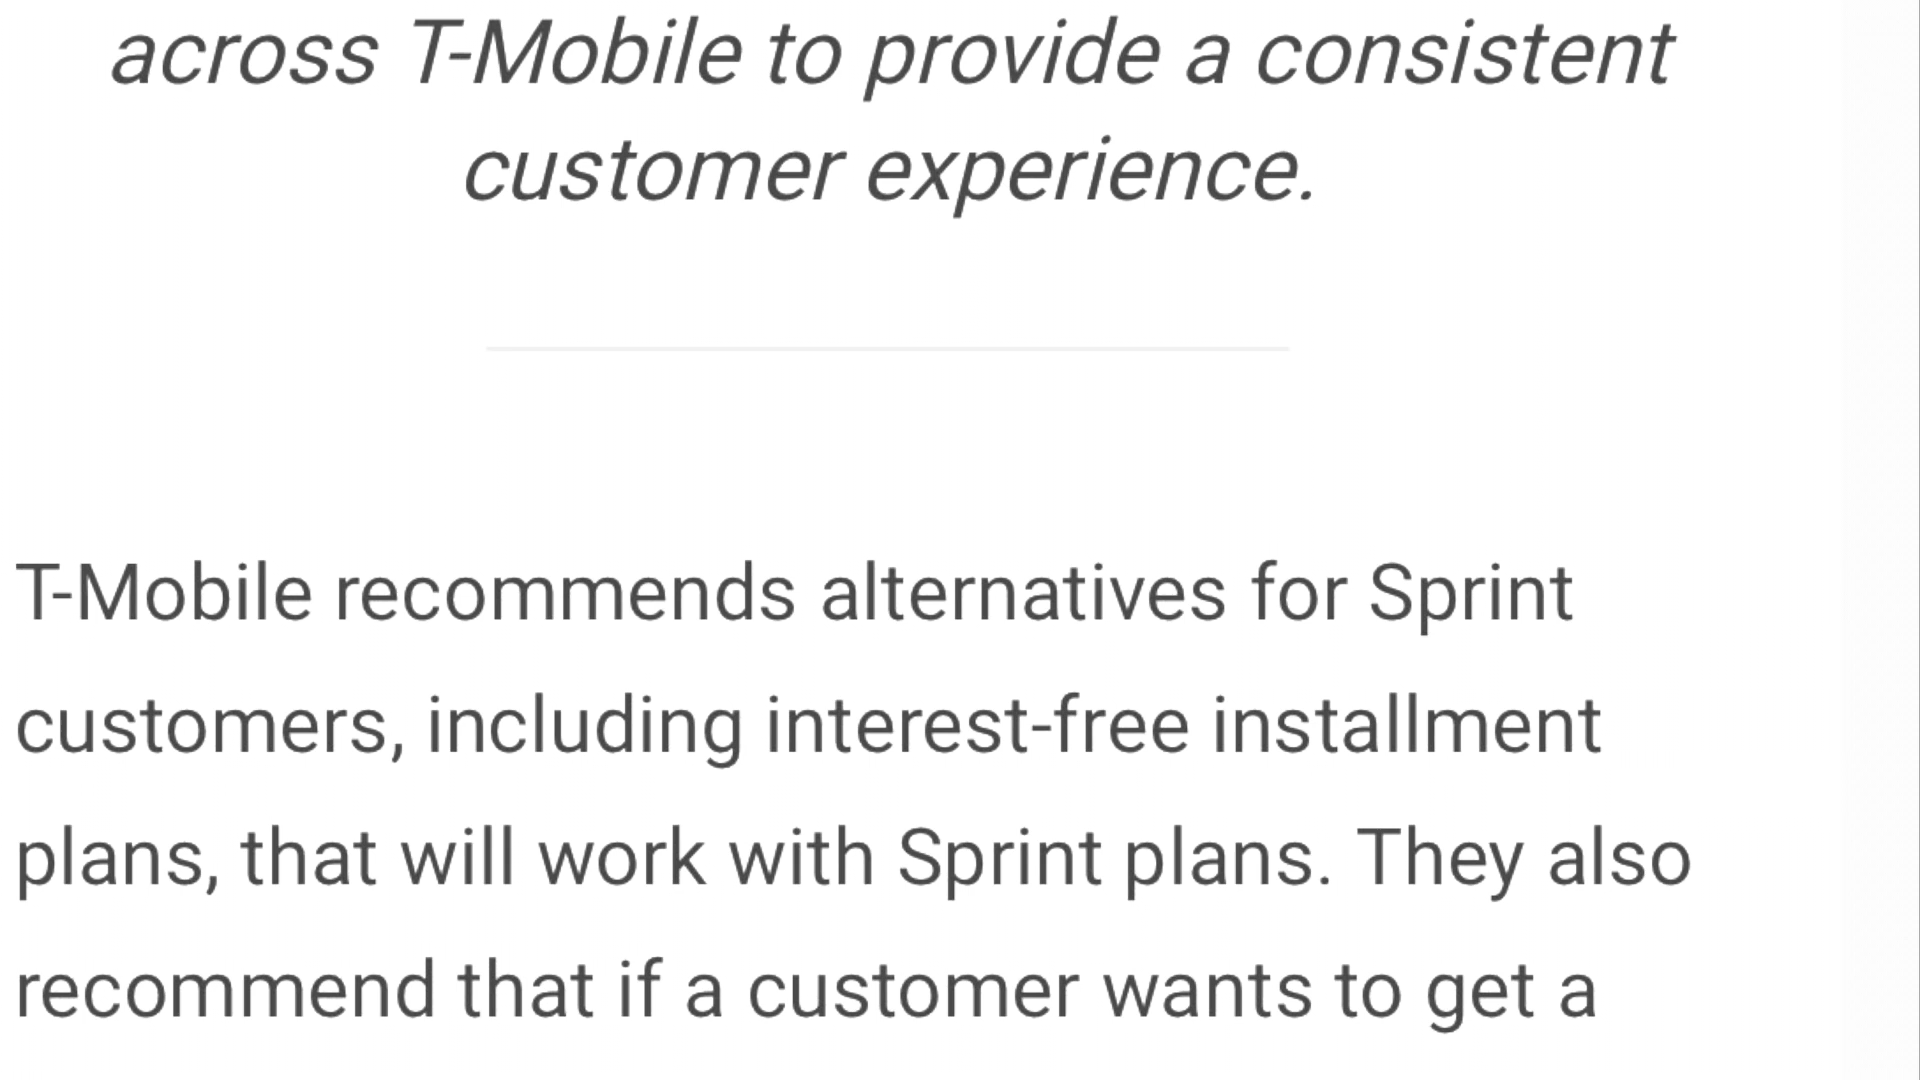 across T-Mobile to provide a consistent
customer experience.
T-Mobile recommends alternatives for Sprint
customers, including interest-free installment
plans, that will work with Sprint plans. They also
recommend that if a customer wants to get a